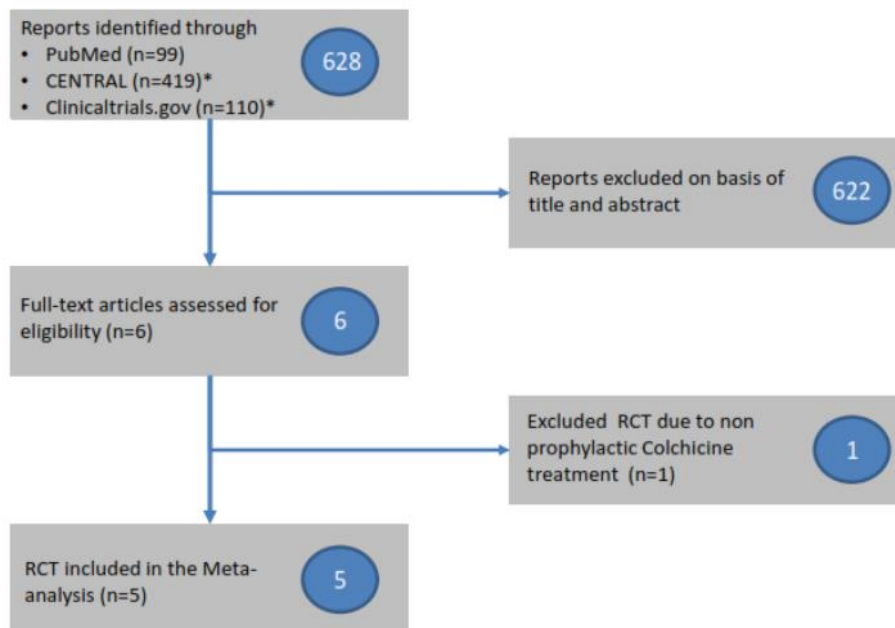 Reports identified through
• PubMed (n=99)
• CENTRAL (n=419)*
• Clinicaltrials.gov (n=110)*
628
Reports excluded on basis of
title and abstract
622
Full-text articles assessed for
eligibility (n=6)
6
Excluded RCT due to non
prophylactic Colchicine
treatment (n=1)
1
RCT included in the Meta-
analysis (n=5)
5